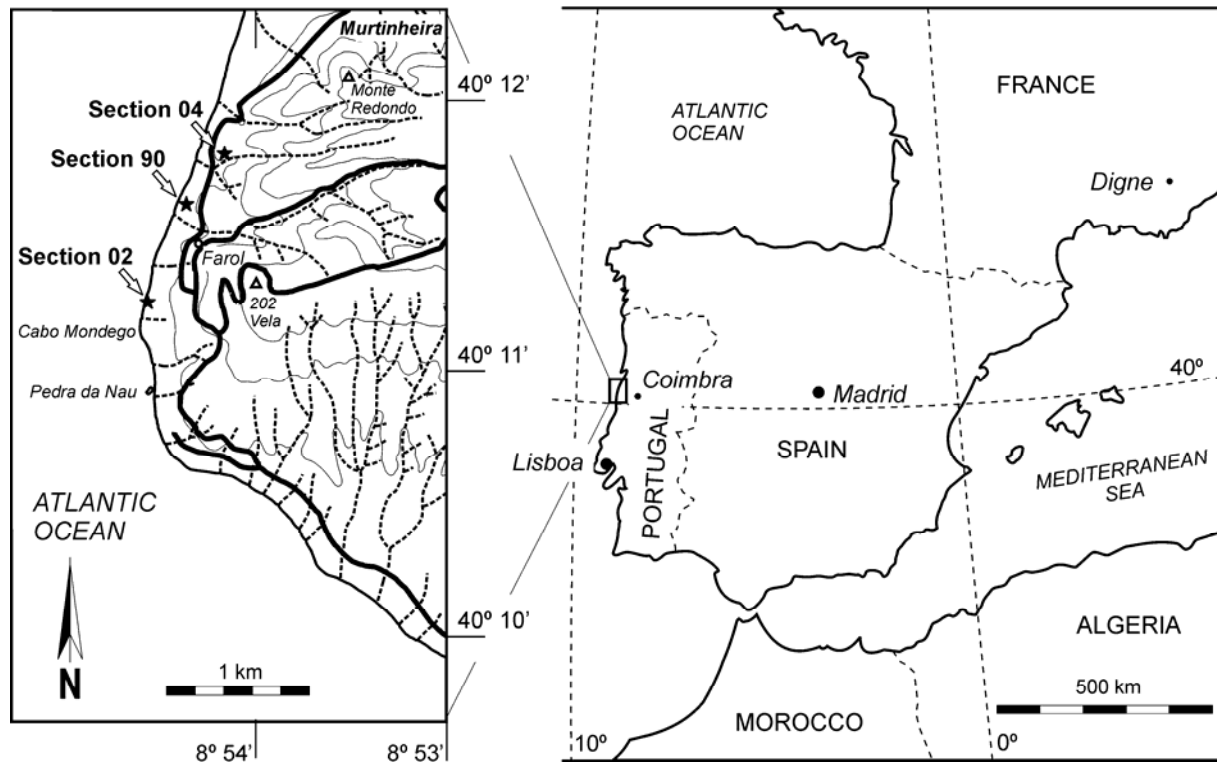 Murtinheira
Monte
Redondo
Section 04
Section 90
Section 02
Farol
202
Vela
Cabo Mondego
Pedra da Nau
ATLANTIC
OCEAN
N
1 km
40º 12’
40º 11’
40º 10’
8º 54’
8º 53’
ATLANTIC
OCEAN
FRANCE
Digne
Coimbra
Madrid
40º
PORTUGAL
SPAIN
Lisboa
MEDITERRANEAN
SEA
ALGERIA
MOROCCO
500 km
10º
0º